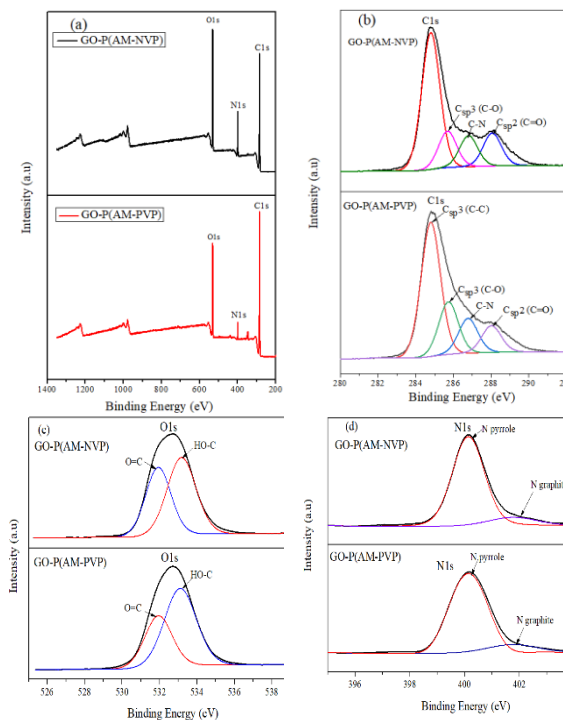 (a)
GO-P(AM-NVP)
O1s
N1s
C1s
GO-P(AM-PVP)
O1s
N1s
C1s
Intensity (a.u)
1400 1200 1000 800 600 400 200
Binding Energy (eV)
(b)
C1s
GO-P(AM-NVP)
Csp3 (C-O)
C-N
Csp2 (C=O)
GO-P(AM-PVP)
C1s
Csp3 (C-C)
Csp3 (C-O)
C-N
Csp2 (C=O)
Intensity (a.u)
280 282 284 286 288 290 292
Binding Energy (eV)
(c)
O1s
GO-P(AM-NVP)
O=C
HO-C
GO-P(AM-PVP)
O1s
O=C
HO-C
Intensity (a.u)
526 528 530 532 534 536 538
Binding Energy (eV)
(d)
N1s
N pyrrole
GO-P(AM-NVP)
N graphite
GO-P(AM-PVP)
N1s
N pyrrole
N graphite
Intensity (a.u)
396 398 400 402
Binding Energy (eV)